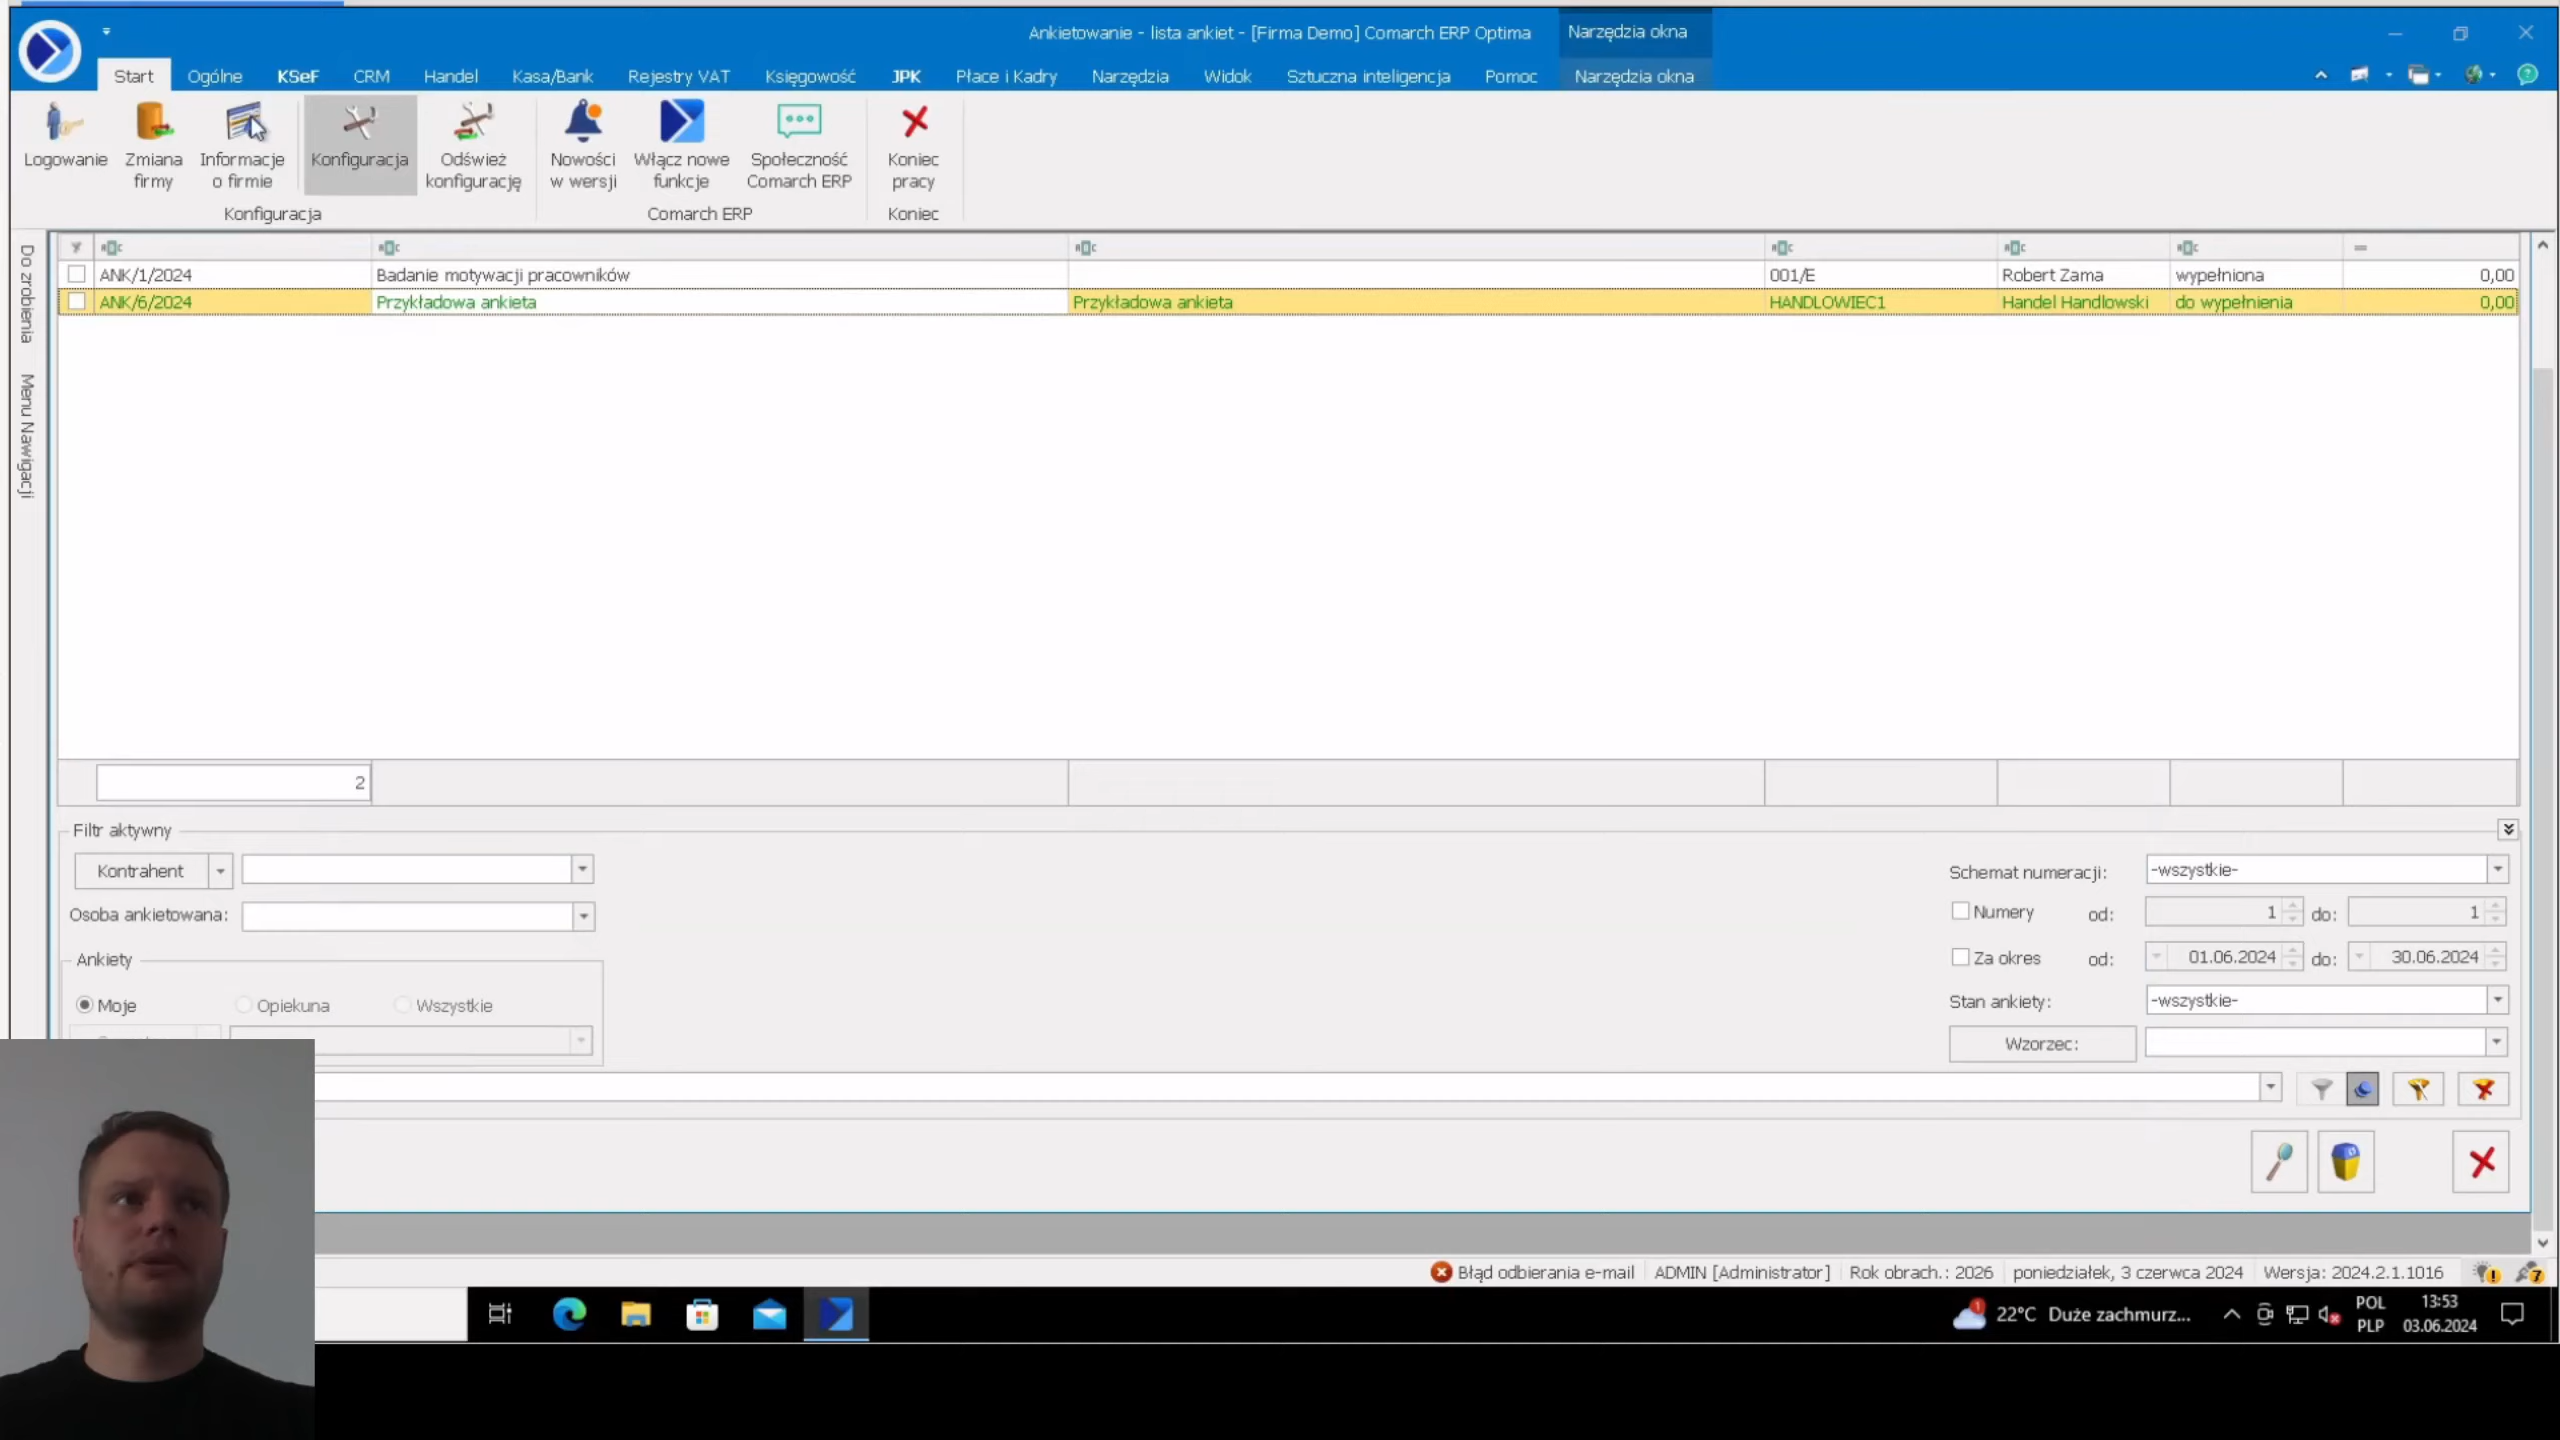 Ankietowanie - lista ankiet - [Firma Demo] Comarch ERP Optima
Narzędzia okna
Start Ogólne KSeF CRM Handel Kasa/Bank Rejestry VAT Księgowość JPK Płace i Kadry Narzędzia Widok Sztuczna inteligencja Pomoc Narzędzia okna
Logowanie
Zmiana firmy
Informacje o firmie
Konfiguracja
Odśwież konfigurację
Nowości w wersji
Włącz nowe funkcje
Społeczność Comarch ERP
Koniec pracy
Konfiguracja
Comarch ERP
Koniec
Do zrobienia
Menu Nawigacji
ANK/1/2024 Badanie motywacji pracowników 001/E Robert Zama wypełniona 0,00
ANK/6/2024 Przykładowa ankieta Przykładowa ankieta HANDLOWIEC1 Handel Handlowski do wypełnienia 0,00
2
Filtr aktywny
Kontrahent
Osoba ankietowana:
Ankiety
Moje Opiekuna Wszystkie
Schemat numeracji: -wszystkie-
Numery od: 1 do: 1
Za okres od: 01.06.2024 do: 30.06.2024
Stan ankiety: -wszystkie-
Wzorzec:
Błąd odbierania e-mail ADMIN [Administrator] Rok obrach.: 2026 poniedziałek, 3 czerwca 2024 Wersja: 2024.2.1.1016
22°C Duże zachmurz...
POL
PLP
13:53
03.06.2024